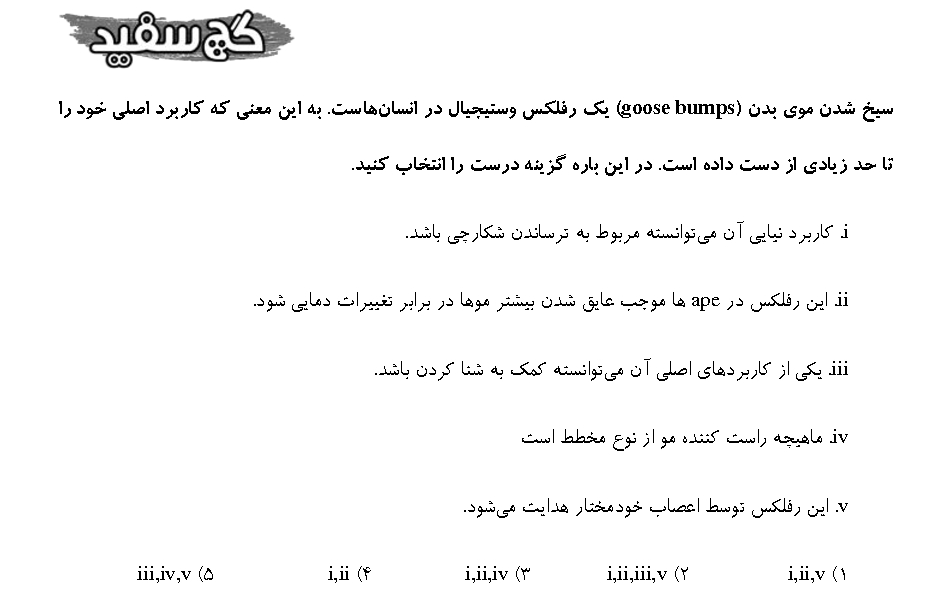 گچ سفید
سیخ شدن موی بدن (goose bumps) یک رفلکس وستیجیال در انسان‌هاست. به این معنی که کاربرد اصلی خود را
تا حد زیادی از دست داده است. در این باره گزینه درست را انتخاب کنید.
i. کاربرد نیایی آن می‌توانسته مربوط به ترساندن شکارچی باشد.
ii. این رفلکس در ape ها موجب عایق شدن بیشتر موها در برابر تغییرات دمایی شود.
iii. یکی از کاربردهای اصلی آن می‌توانسته کمک به شنا کردن باشد.
iv. ماهیچه راست کننده مو از نوع مخطط است
v. این رفلکس توسط اعصاب خودمختار هدایت می‌شود.
۱) i,ii,v ۲) i,ii,iii,v ۳) i,ii,iv ۴) i,ii ۵) iii,iv,v